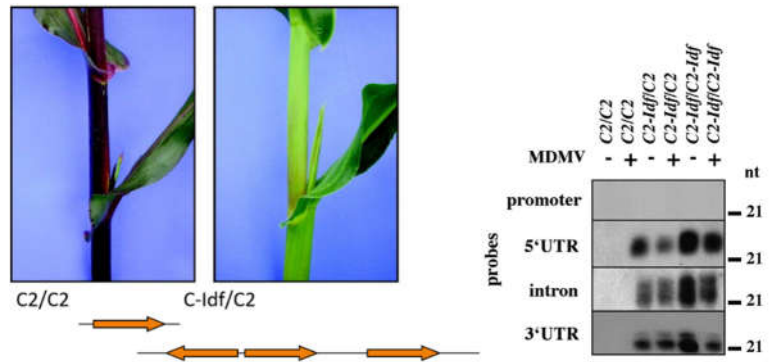 C2/C2
C-Idf/C2
C2/C2
C2/C2
C2-Idf/C2
C2-Idf/C2
C2-Idf/C2-Idf
C2-Idf/C2-Idf
MDMV - + - + - + nt
promoter 21
5'UTR 21
intron 21
3'UTR 21
probes